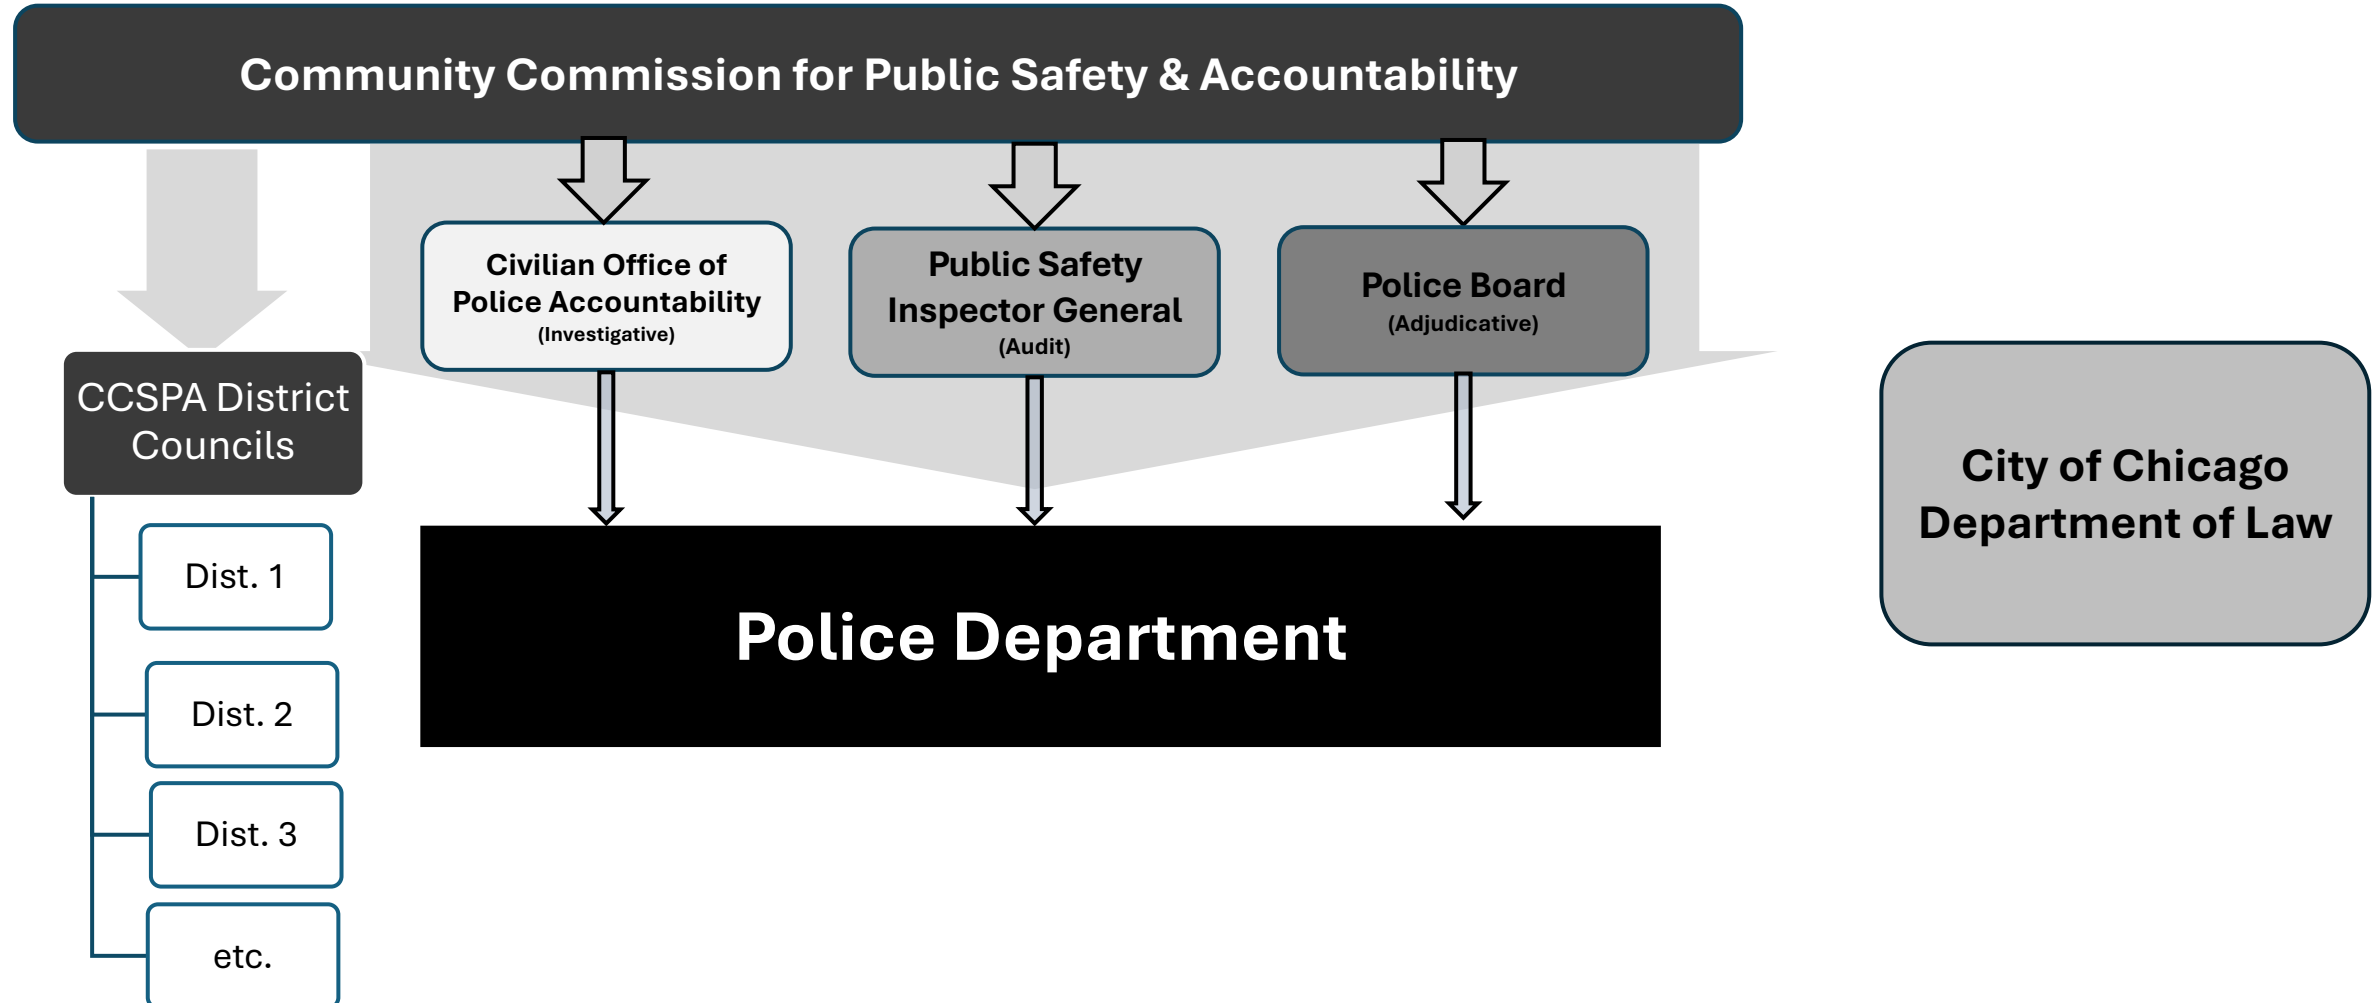 Community Commission for Public Safety & Accountability
Civilian Office of
Police Accountability
(Investigative)
Public Safety
Inspector General
(Audit)
Police Board
(Adjudicative)
CCSPA District
Councils
Dist. 1
Dist. 2
Dist. 3
etc.
Police Department
City of Chicago
Department of Law